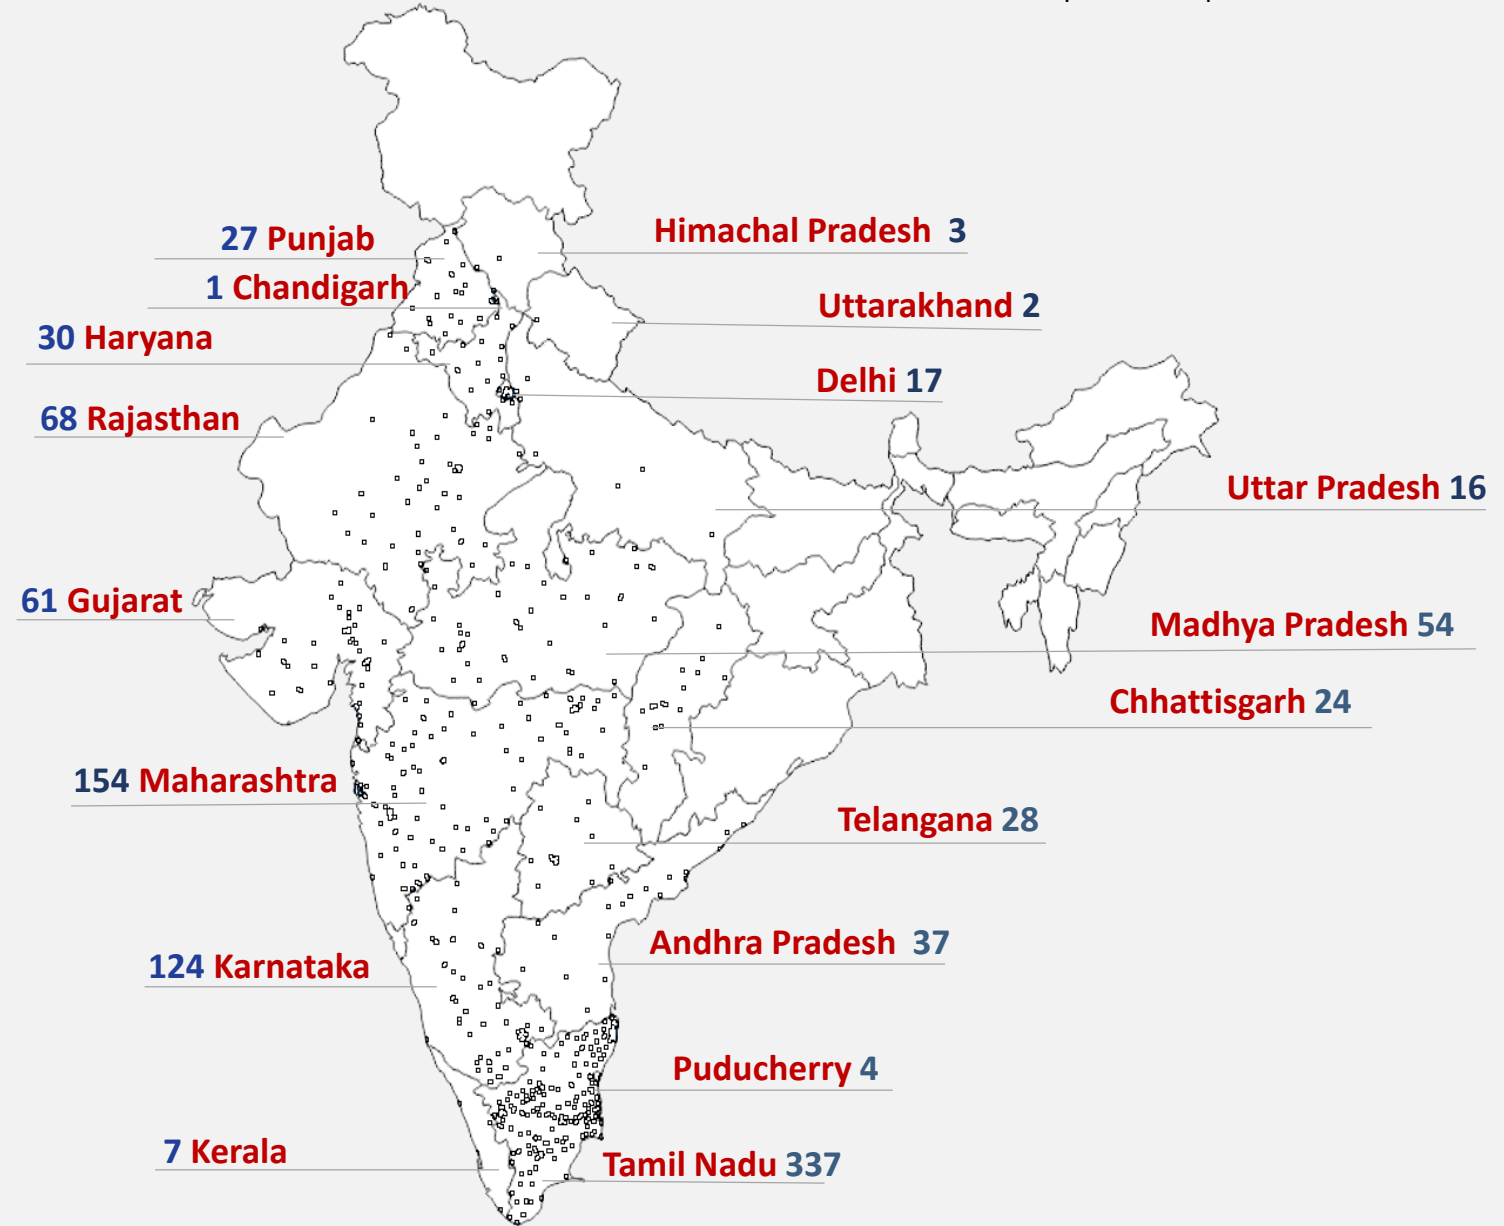 27 Punjab
Himachal Pradesh 3
1 Chandigarh
Uttarakhand 2
30 Haryana
Delhi 17
68 Rajasthan
Uttar Pradesh 16
61 Gujarat
Madhya Pradesh 54
Chhattisgarh 24
154 Maharashtra
Telangana 28
Andhra Pradesh 37
124 Karnataka
Puducherry 4
7 Kerala
Tamil Nadu 337